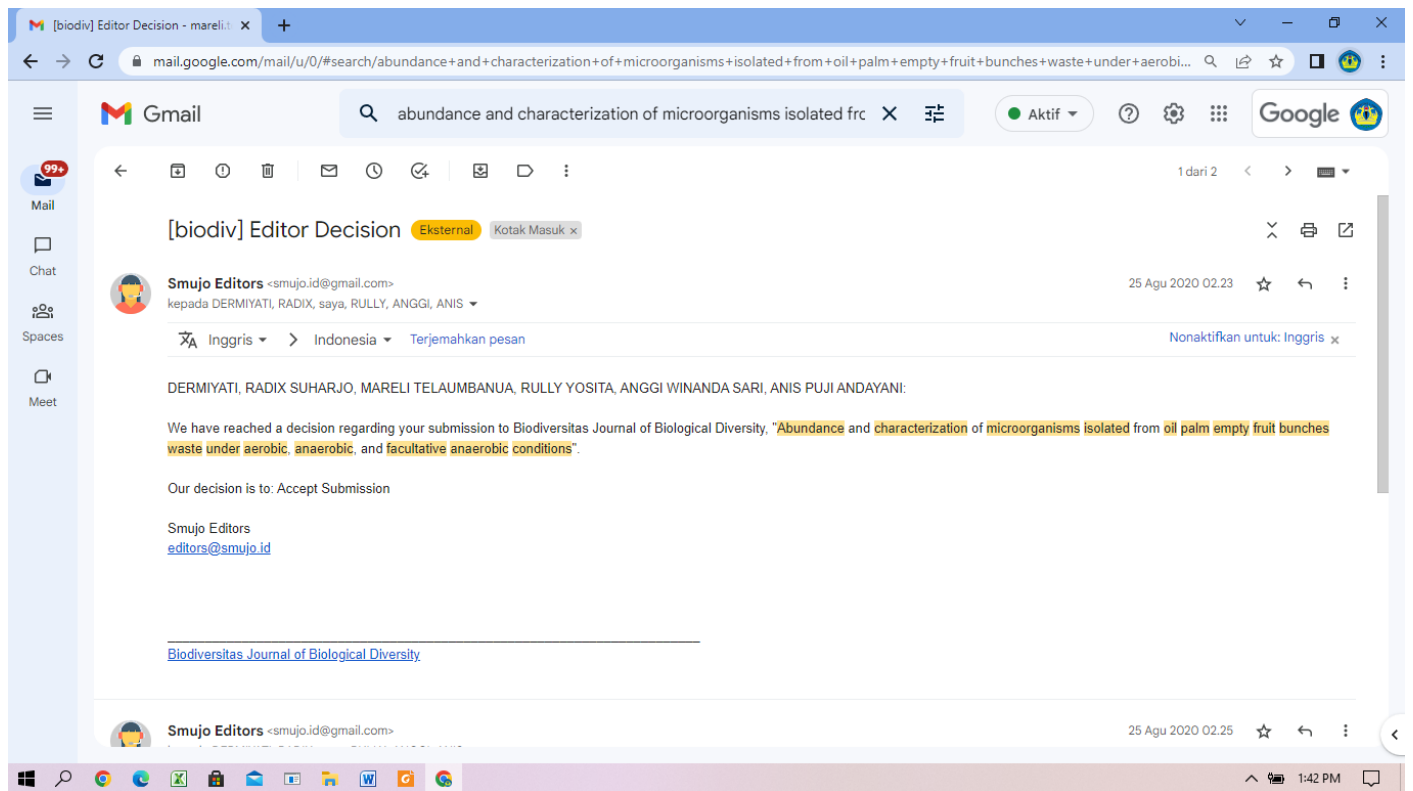 [biodiv] Editor Decision - mareli.t
mail.google.com/mail/u/0/#search/abundance+and+characterization+of+microorganisms+isolated+from+oil+palm+empty+fruit+bunches+waste+under+aerobi...
Gmail
abundance and characterization of microorganisms isolated frc
Aktif
Google
99+
Mail
Chat
Spaces
Meet
1 dari 2
[biodiv] Editor Decision Eksternal Kotak Masuk x
Smujo Editors <smujo.id@gmail.com> 25 Agu 2020 02.23
kepada DERMIYATI, RADIX, saya, RULLY, ANGGI, ANIS
Inggris > Indonesia Terjemahkan pesan Nonaktifkan untuk: Inggris x
DERMIYATI, RADIX SUHARJO, MARELI TELAUMBANUA, RULLY YOSITA, ANGGI WINANDA SARI, ANIS PUJI ANDAYANI:
We have reached a decision regarding your submission to Biodiversitas Journal of Biological Diversity, "Abundance and characterization of microorganisms isolated from oil palm empty fruit bunches
waste under aerobic, anaerobic, and facultative anaerobic conditions".
Our decision is to: Accept Submission
Smujo Editors
editors@smujo.id
Biodiversitas Journal of Biological Diversity
Smujo Editors <smujo.id@gmail.com> 25 Agu 2020 02.25
1:42 PM